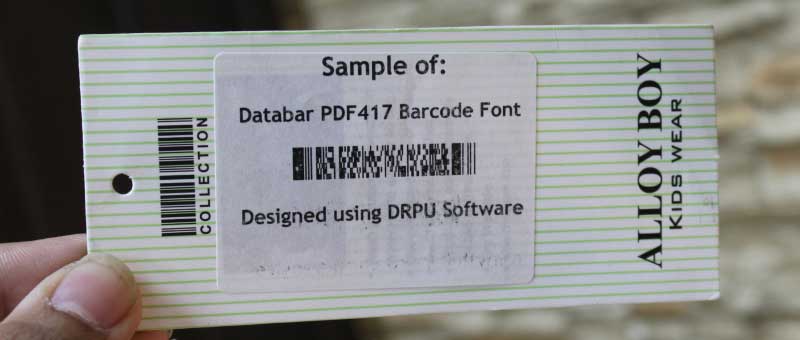 Sample of:
Databar PDF417 Barcode Font
Designed using DRPU Software
COLLECTION
ALLOY BOY
KIDS WEAR